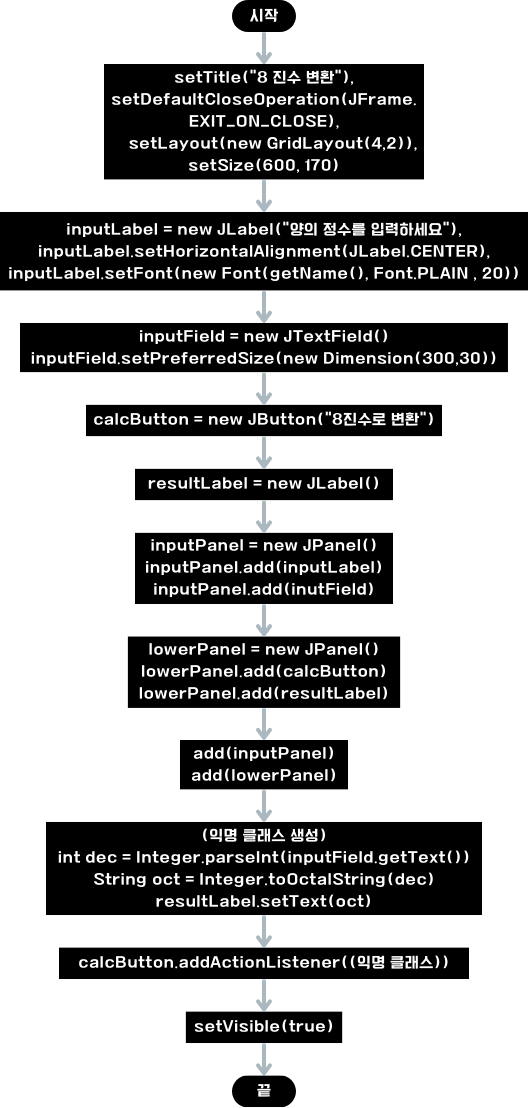 시작
setTitle("8 진수 변환"),
setDefaultCloseOperation(JFrame.
EXIT_ON_CLOSE),
setLayout(new GridLayout(4,2)),
setSize(600, 170)
inputLabel = new JLabel("양의 정수를 입력하세요"),
inputLabel.setHorizontalAlignment(JLabel.CENTER),
inputLabel.setFont(new Font(getName(), Font.PLAIN , 20))
inputField = new JTextField()
inputField.setPreferredSize(new Dimension(300,30))
calcButton = new JButton("8진수로 변환")
resultLabel = new JLabel()
inputPanel = new JPanel()
inputPanel.add(inputLabel)
inputPanel.add(inutField)
lowerPanel = new JPanel()
lowerPanel.add(calcButton)
lowerPanel.add(resultLabel)
add(inputPanel)
add(lowerPanel)
(익명 클래스 생성)
int dec = Integer.parseInt(inputField.getText())
String oct = Integer.toOctalString(dec)
resultLabel.setText(oct)
calcButton.addActionListener((익명 클래스))
setVisible(true)
끝